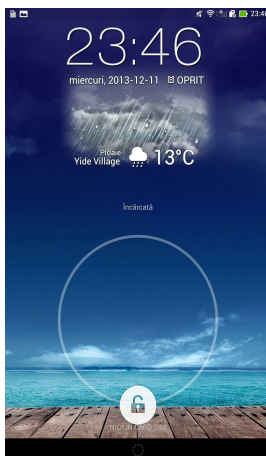 23:46
23:46
miercuri, 2013-12-11 OPRIT
Ploaie
Yide Village 13°C
Încărcată
NICIUN CARD SIM